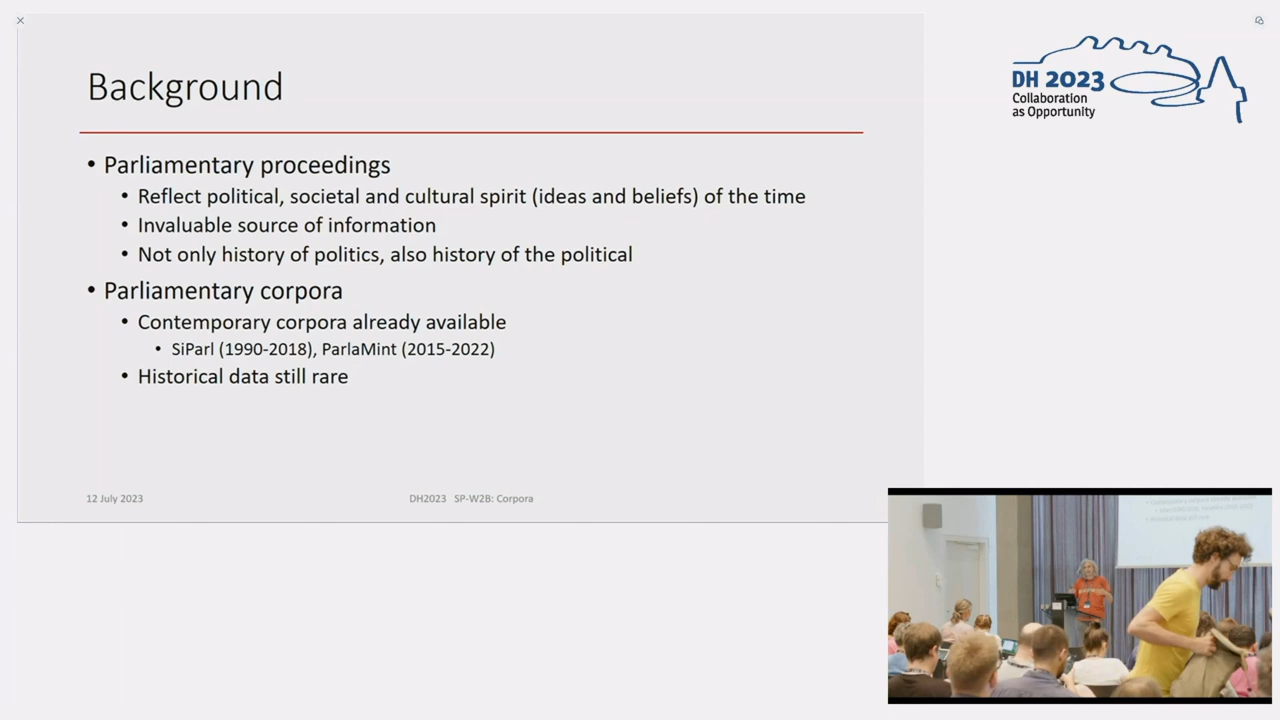 Background
• Parliamentary proceedings
• Reflect political, societal and cultural spirit (ideas and beliefs) of the time
• Invaluable source of information
• Not only history of politics, also history of the political
• Parliamentary corpora
• Contemporary corpora already available
• SiParl (1990-2018), ParlaMint (2015-2022)
• Historical data still rare
12 July 2023
DH2023 SP-W2B: Corpora
DH 2023
Collaboration
as Opportunity